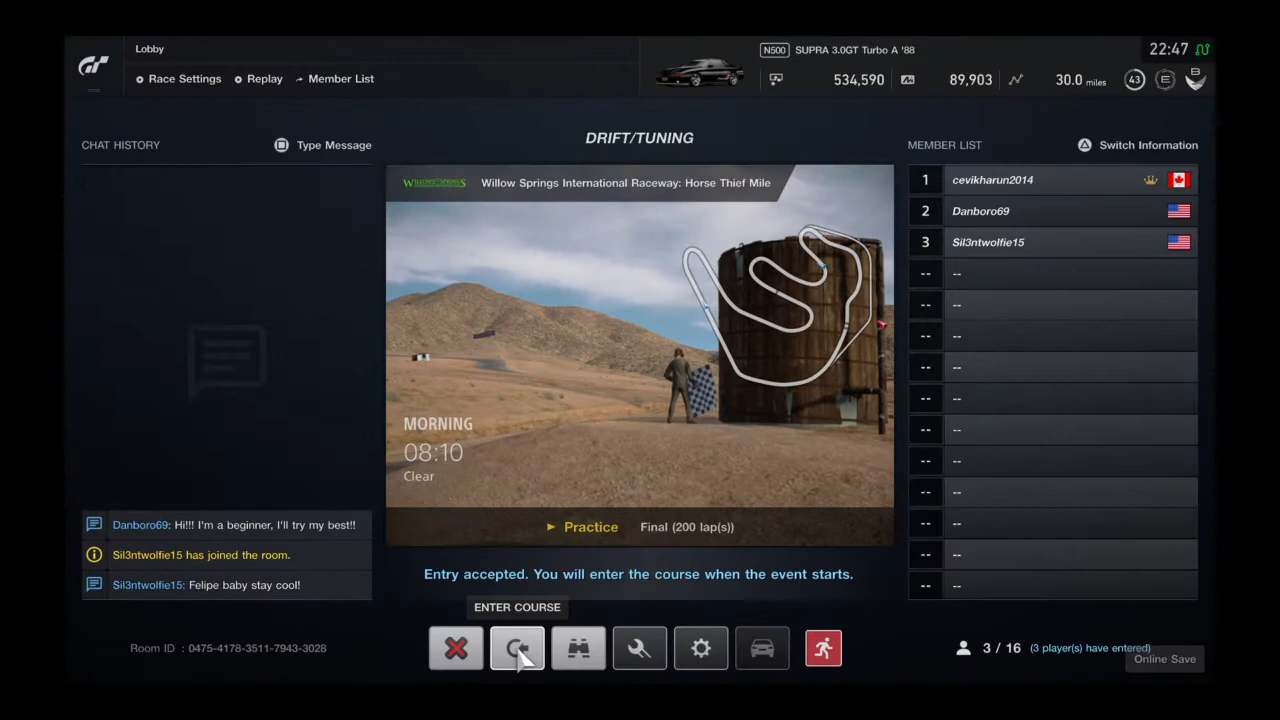 Lobby
N500 SUPRA 3.0GT Turbo A '88
22:47
Race Settings Replay Member List
534,590 89,903 30.0 miles 43 E B
CHAT HISTORY Type Message
DRIFT/TUNING
MEMBER LIST Switch Information
WILLOW SPRINGS Willow Springs International Raceway: Horse Thief Mile
1 cevikharun2014
2 Danboro69
3 Sil3ntwolfie15
-- --
-- --
-- --
-- --
-- --
-- --
-- --
-- --
-- --
-- --
-- --
MORNING
08:10
Clear
Practice Final (200 lap(s))
Danboro69: Hi!!! I'm a beginner, I'll try my best!!
Sil3ntwolfie15 has joined the room.
Sil3ntwolfie15: Felipe baby stay cool!
Entry accepted. You will enter the course when the event starts.
ENTER COURSE
Room ID : 0475-4178-3511-7943-3028
3 / 16 (3 player(s) have entered)
Online Save